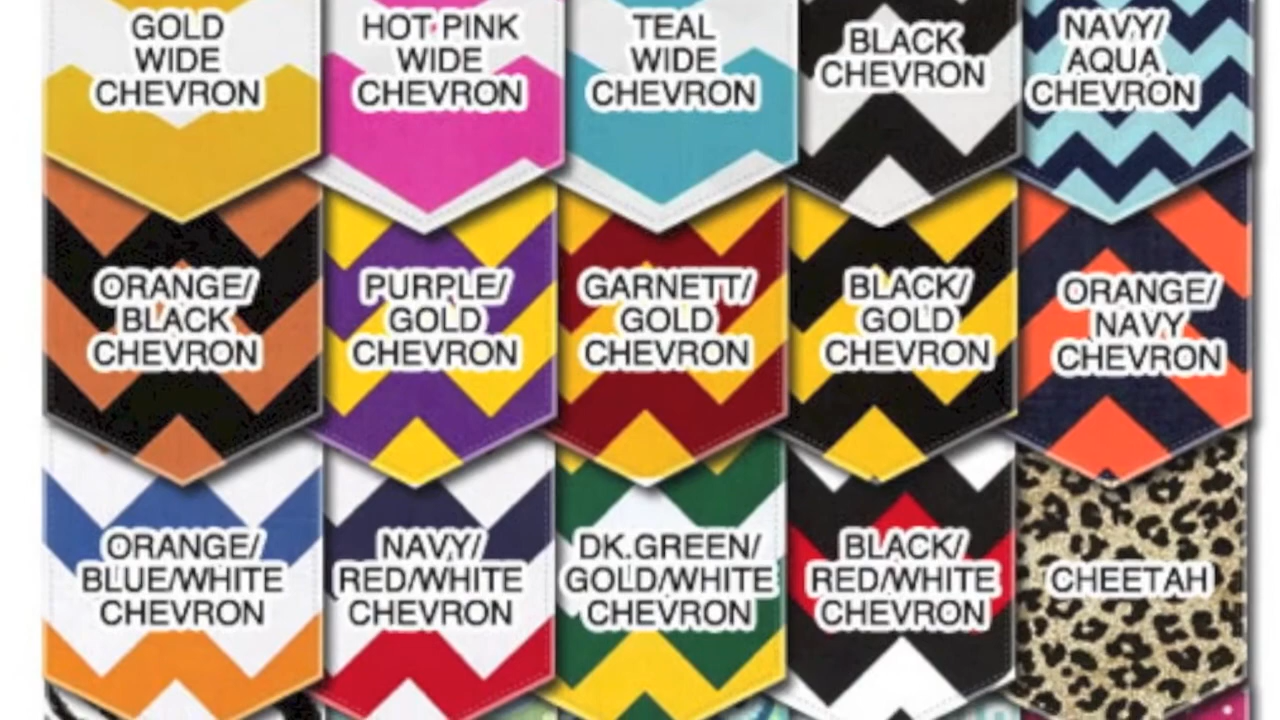 GOLD
WIDE
CHEVRON
HOT PINK
WIDE
CHEVRON
TEAL
WIDE
CHEVRON
BLACK
CHEVRON
NAVY/
AQUA
CHEVRON
ORANGE/
BLACK
CHEVRON
PURPLE/
GOLD
CHEVRON
GARNETT/
GOLD
CHEVRON
BLACK/
GOLD
CHEVRON
ORANGE/
NAVY
CHEVRON
ORANGE/
BLUE/WHITE
CHEVRON
NAVY/
RED/WHITE
CHEVRON
DK.GREEN/
GOLD/WHITE
CHEVRON
BLACK/
RED/WHITE
CHEVRON
CHEETAH